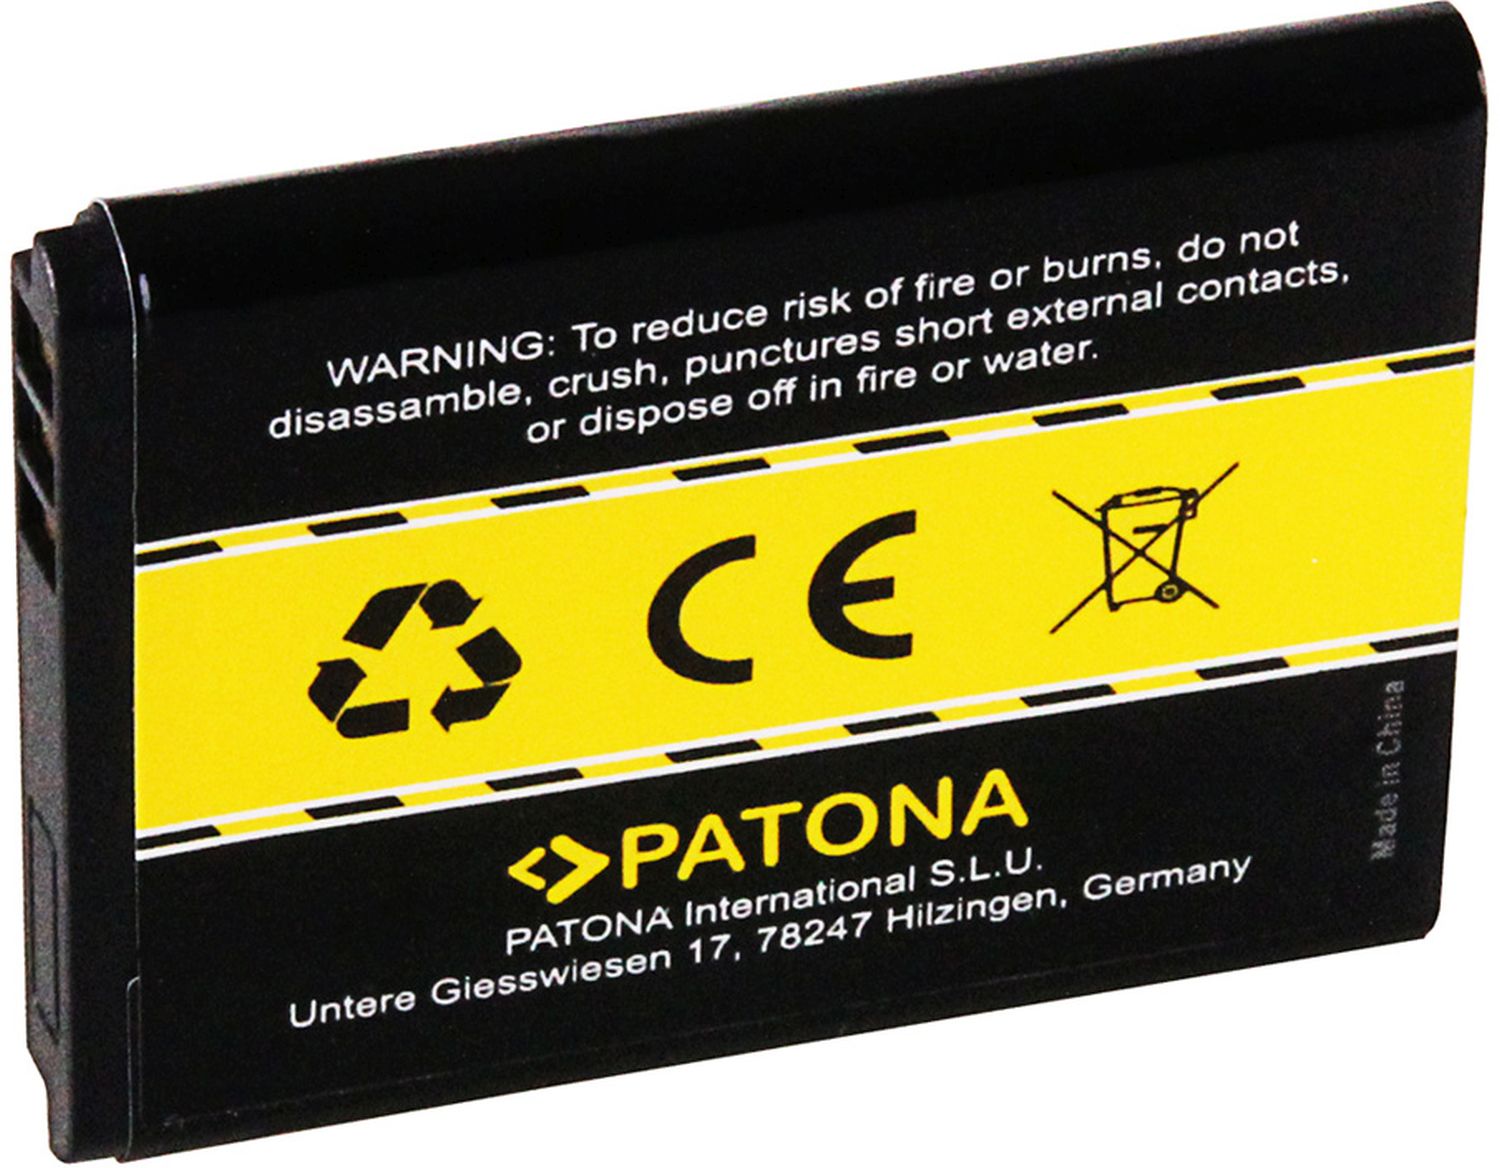 WARNING: To reduce risk of fire or burns, do not
disassamble, crush, punctures short external contacts,
or dispose off in fire or water.
CE
PATONA
PATONA International S.L.U.
Untere Giesswiesen 17, 78247 Hilzingen, Germany
Made in China